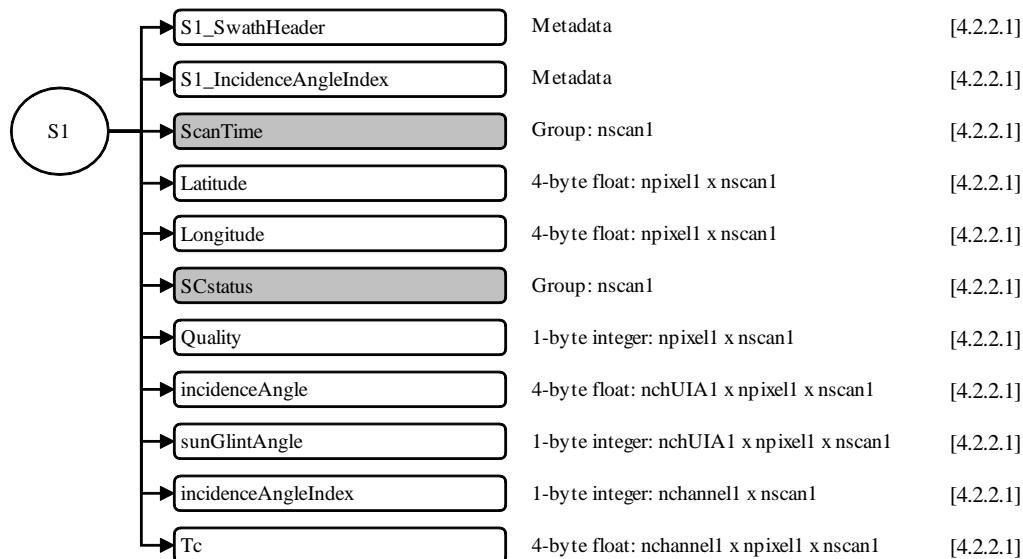 S1_SwathHeader Metadata [4.2.2.1]
S1_IncidenceAngleIndex Metadata [4.2.2.1]
S1 ScanTime Group: nscan1 [4.2.2.1]
Latitude 4-byte float: npixel1 x nscan1 [4.2.2.1]
Longitude 4-byte float: npixel1 x nscan1 [4.2.2.1]
SCstatus Group: nscan1 [4.2.2.1]
Quality 1-byte integer: npixel1 x nscan1 [4.2.2.1]
incidenceAngle 4-byte float: nchUIA1 x npixel1 x nscan1 [4.2.2.1]
sunGlintAngle 1-byte integer: nchUIA1 x npixel1 x nscan1 [4.2.2.1]
incidenceAngleIndex 1-byte integer: nchannel1 x nscan1 [4.2.2.1]
Tc 4-byte float: nchannel1 x npixel1 x nscan1 [4.2.2.1]